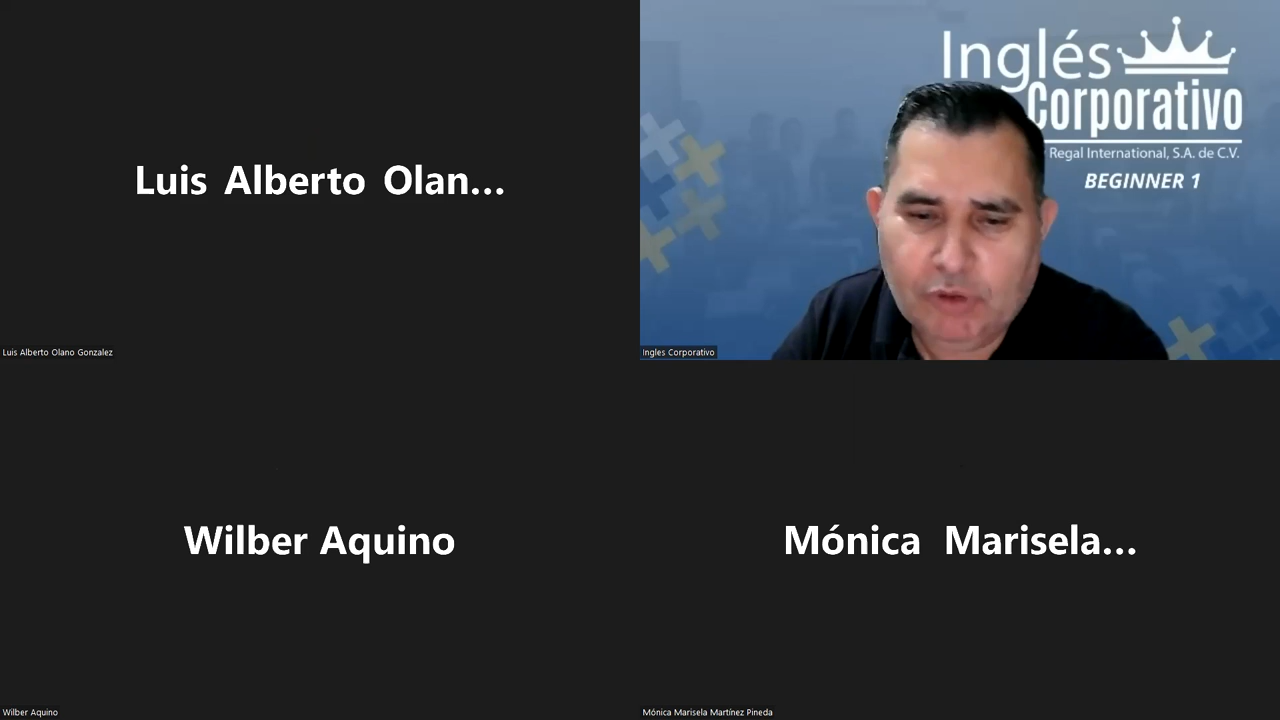 Luis Alberto Olan...
Luis Alberto Olano Gonzalez
Inglés
Corporativo
Regal International, S.A. de C.V.
BEGINNER 1
Ingles Corporativo
Wilber Aquino
Wilber Aquino
Mónica Marisela...
Mónica Marisela Martínez Pineda